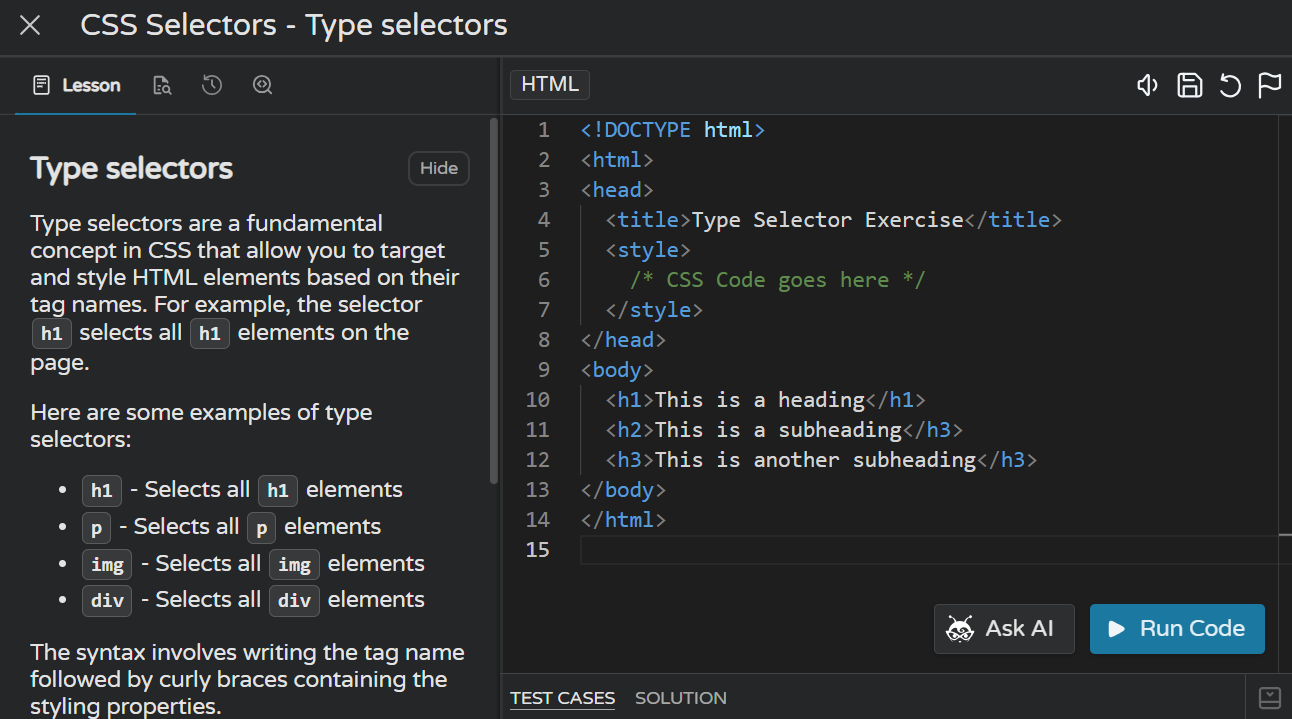 CSS Selectors - Type selectors
Lesson
Type selectors
Hide
Type selectors are a fundamental
concept in CSS that allow you to target
and style HTML elements based on their
tag names. For example, the selector
h1 selects all h1 elements on the
page.
Here are some examples of type
selectors:
• h1 - Selects all h1 elements
• p - Selects all p elements
• img - Selects all img elements
• div - Selects all div elements
The syntax involves writing the tag name
followed by curly braces containing the
styling properties.
HTML
1 <!DOCTYPE html>
2 <html>
3 <head>
4   <title>Type Selector Exercise</title>
5   <style>
6     /* CSS Code goes here */
7   </style>
8 </head>
9 <body>
10   <h1>This is a heading</h1>
11   <h2>This is a subheading</h3>
12   <h3>This is another subheading</h3>
13 </body>
14 </html>
15
Ask AI
Run Code
TEST CASES SOLUTION